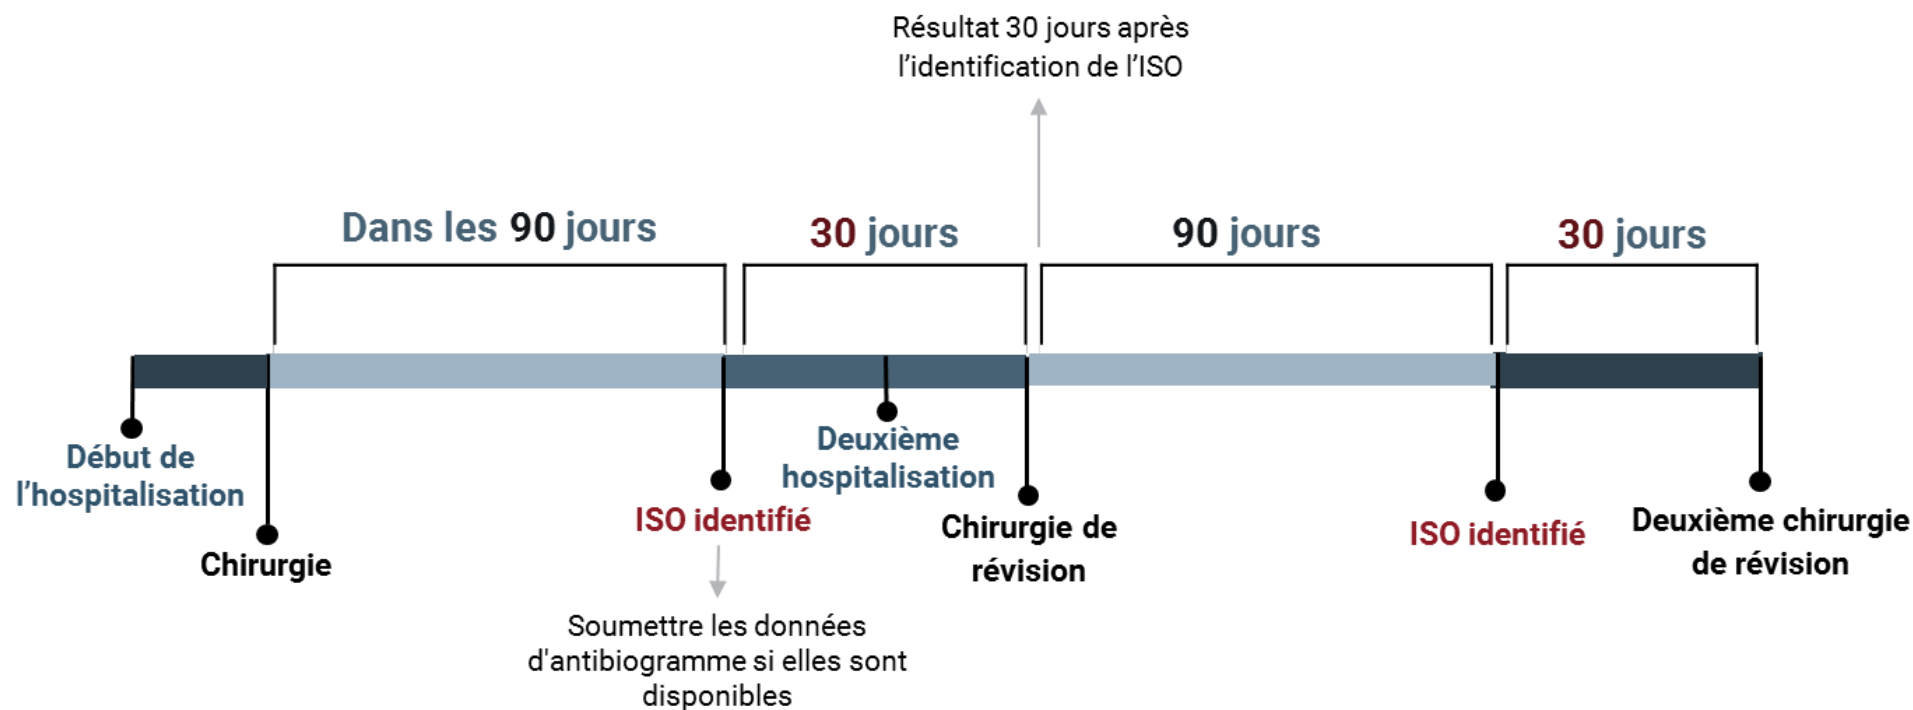 Résultat 30 jours après
l’identification de l’ISO
Dans les 90 jours
30 jours
90 jours
30 jours
Début de
l’hospitalisation
Chirurgie
ISO identifié
Soumettre les données
d'antibiogramme si elles sont
disponibles
Deuxième
hospitalisation
Chirurgie de
révision
ISO identifié
Deuxième chirurgie
de révision